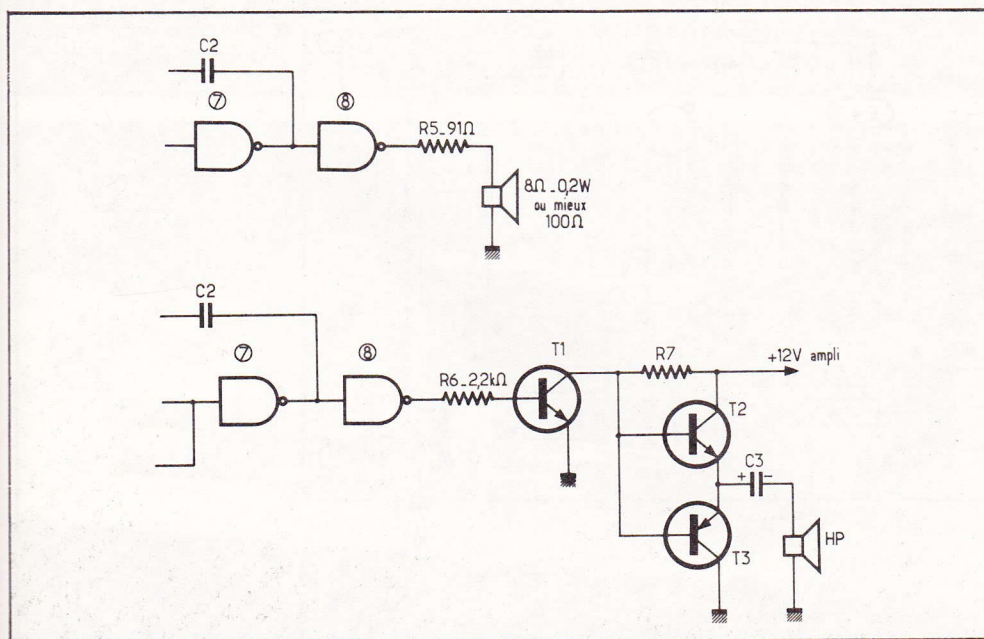 C2
⑦
⑧
R5_91Ω
8Ω_0,2W
ou mieux
100Ω
C2
⑦
⑧
R6_2,2kΩ
T1
R7
+12V ampli
T2
C3
+ -
T3
HP